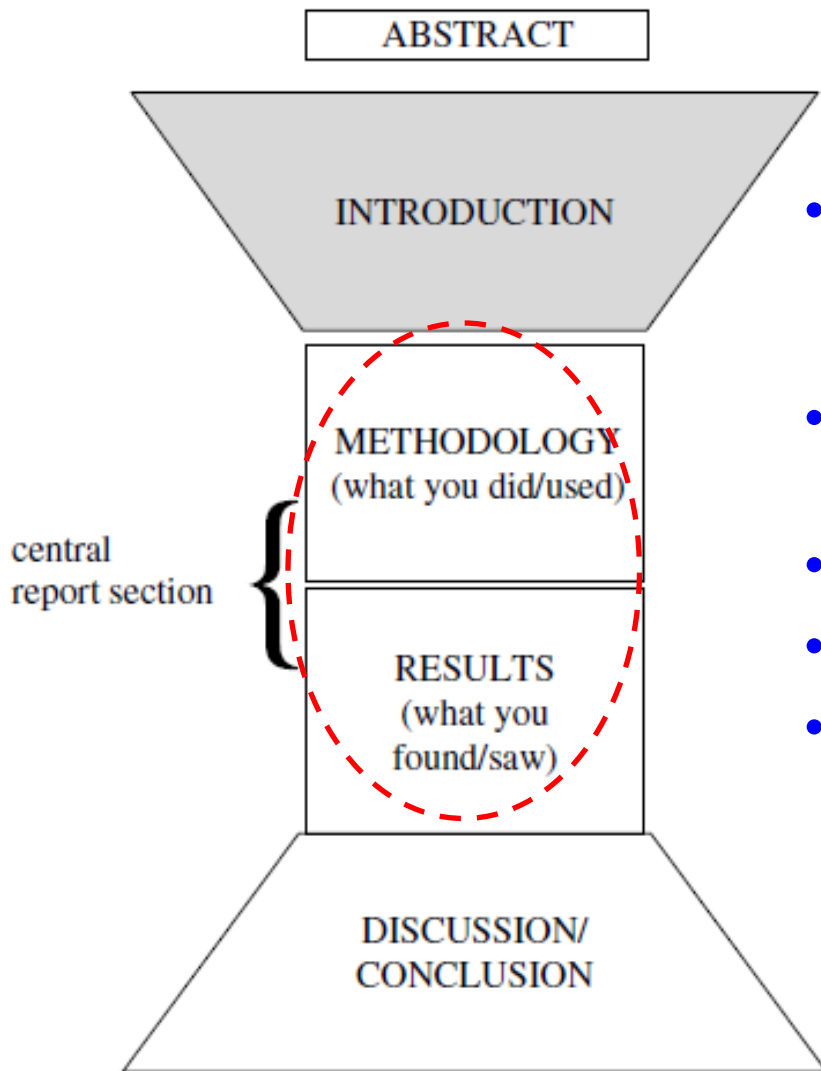 ABSTRACT
INTRODUCTION
METHODOLOGY
(what you did/used)
central
report section
RESULTS
(what you
found/saw)
DISCUSSION/
CONCLUSION